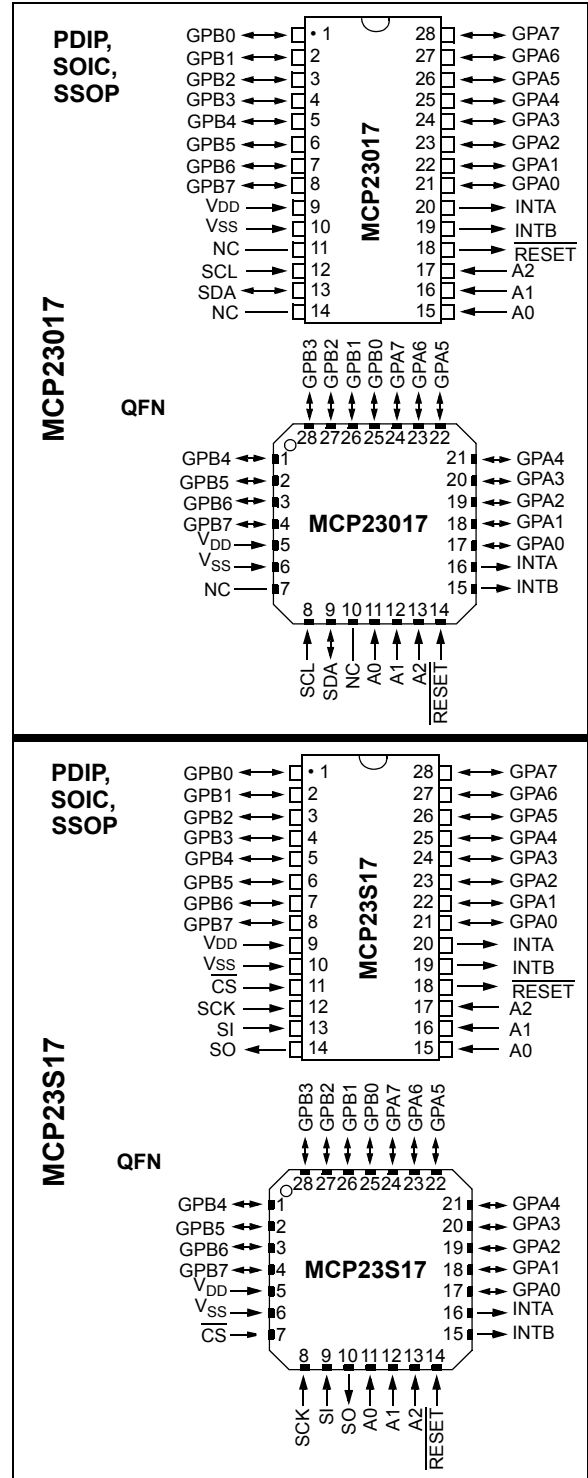 PDIP,
SOIC,
SSOP
MCP23017
GPB0 • 1 28 GPA7
GPB1 2 27 GPA6
GPB2 3 26 GPA5
GPB3 4 25 GPA4
GPB4 5 24 GPA3
GPB5 6 23 GPA2
GPB6 7 22 GPA1
GPB7 8 21 GPA0
VDD 9 20 INTA
VSS 10 19 INTB
NC 11 18 RESET
SCL 12 17 A2
SDA 13 16 A1
NC 14 15 A0
MCP23017
QFN
GPB3 GPB2 GPB1 GPB0 GPA7 GPA6 GPA5
28 27 26 25 24 23 22
GPB4 1 21 GPA4
GPB5 2 20 GPA3
GPB6 3 19 GPA2
GPB7 4 MCP23017 18 GPA1
VDD 5 17 GPA0
VSS 6 16 INTA
NC 7 15 INTB
8 9 10 11 12 13 14
SCL SDA NC A0 A1 A2 RESET
PDIP,
SOIC,
SSOP
MCP23S17
GPB0 • 1 28 GPA7
GPB1 2 27 GPA6
GPB2 3 26 GPA5
GPB3 4 25 GPA4
GPB4 5 24 GPA3
GPB5 6 23 GPA2
GPB6 7 22 GPA1
GPB7 8 21 GPA0
VDD 9 20 INTA
VSS 10 19 INTB
CS 11 18 RESET
SCK 12 17 A2
SI 13 16 A1
SO 14 15 A0
MCP23S17
QFN
GPB3 GPB2 GPB1 GPB0 GPA7 GPA6 GPA5
28 27 26 25 24 23 22
GPB4 1 21 GPA4
GPB5 2 20 GPA3
GPB6 3 19 GPA2
GPB7 4 MCP23S17 18 GPA1
VDD 5 17 GPA0
VSS 6 16 INTA
CS 7 15 INTB
8 9 10 11 12 13 14
SCK SI SO A0 A1 A2 RESET